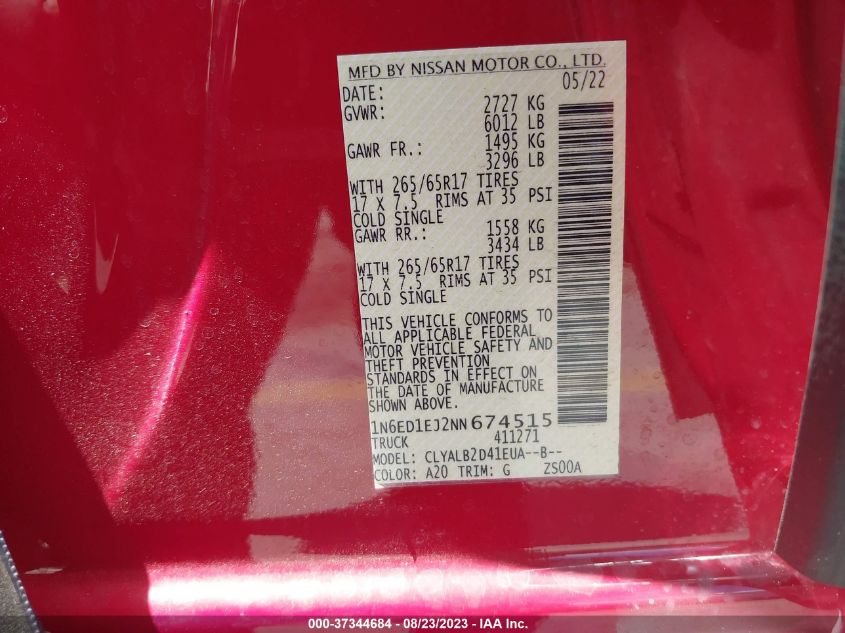 MFD BY NISSAN MOTOR CO., LTD.
DATE: 05/22
GVWR: 2727 KG
6012 LB
GAWR FR.: 1495 KG
3296 LB
WITH 265/65R17 TIRES
17 X 7.5 RIMS AT 35 PSI
COLD SINGLE
GAWR RR.: 1558 KG
3434 LB
WITH 265/65R17 TIRES
17 X 7.5 RIMS AT 35 PSI
COLD SINGLE
THIS VEHICLE CONFORMS TO
ALL APPLICABLE FEDERAL
MOTOR VEHICLE SAFETY AND
THEFT PREVENTION
STANDARDS IN EFFECT ON
THE DATE OF MANUFACTURE
SHOWN ABOVE.
1N6ED1EJ2NN674515
TRUCK 411271
MODEL: CLYALB2D41EUA--B--
COLOR: A20 TRIM: G ZS00A
000-37344684 - 08/23/2023 - IAA Inc.